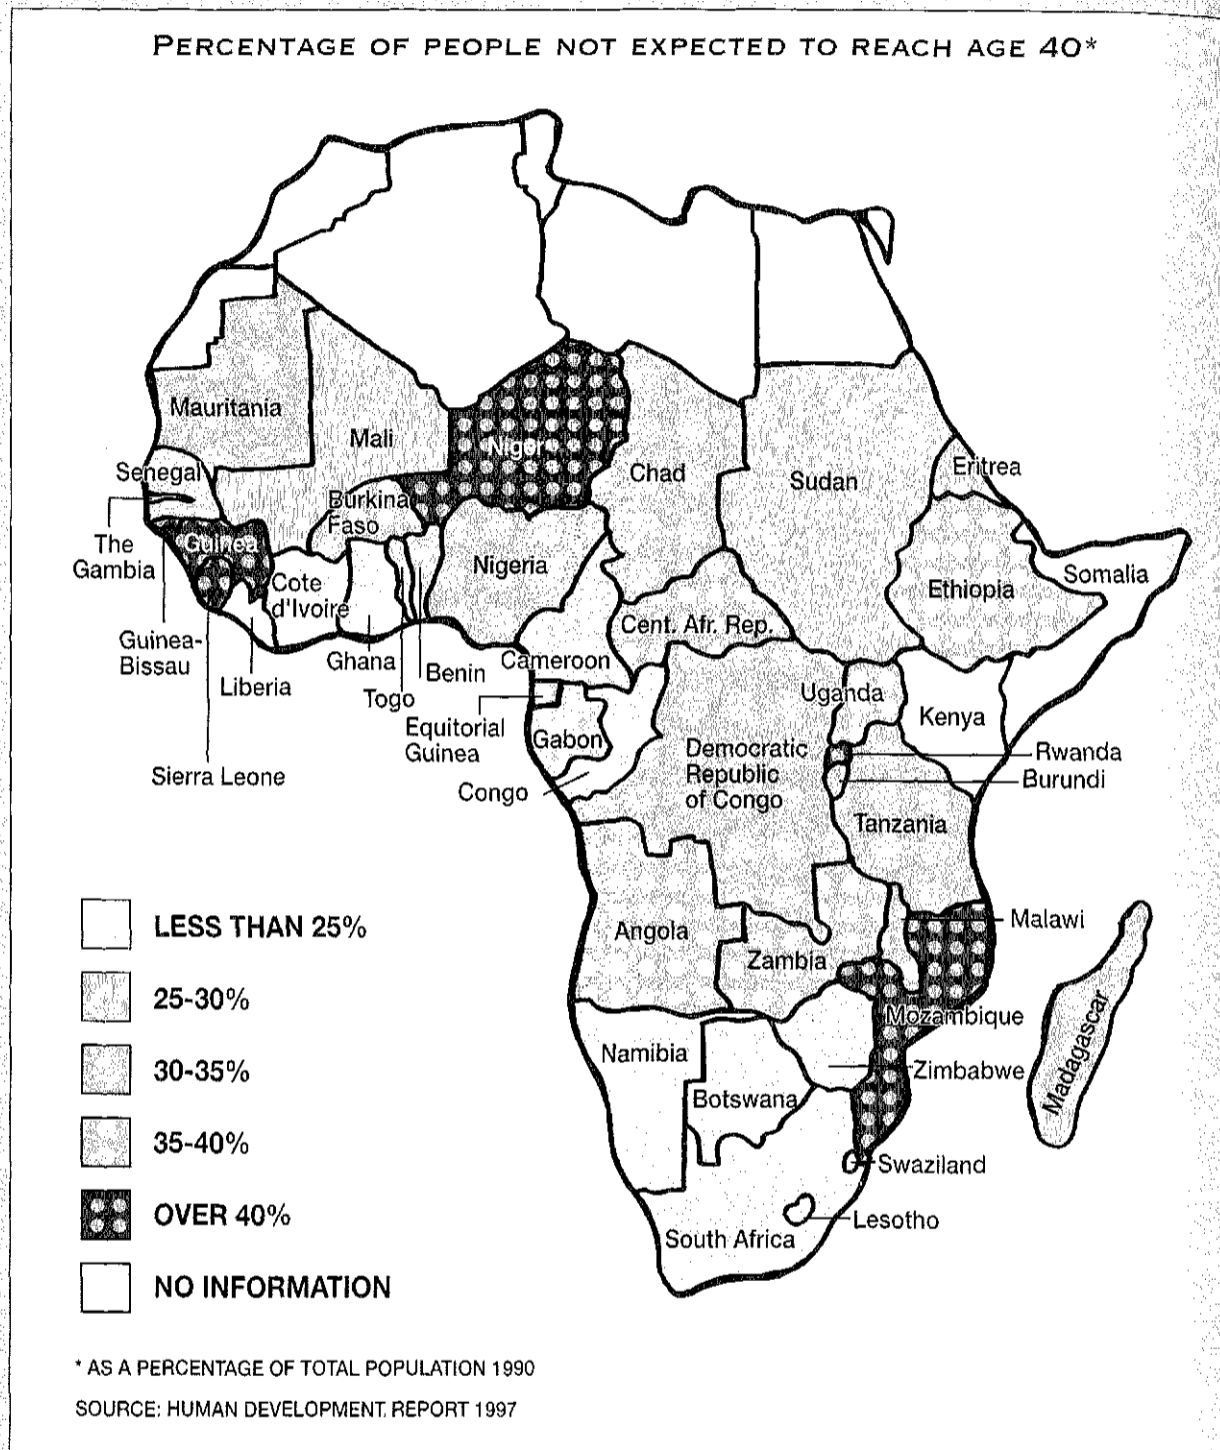 PERCENTAGE OF PEOPLE NOT EXPECTED TO REACH AGE 40*
Mauritania
Mali
Niger
Chad
Sudan
Eritrea
Senegal
Burkina
Faso
The
Gambia
Guinea
Nigeria
Ethiopia
Somalia
Cote
d'Ivoire
Cent. Afr. Rep.
Guinea-
Bissau
Liberia
Ghana
Togo
Benin
Cameroon
Equitorial
Guinea
Sierra Leone
Gabon
Congo
Uganda
Kenya
Democratic
Republic
of Congo
Rwanda
Burundi
Tanzania
Angola
Zambia
Malawi
Mozambique
Madagascar
Namibia
Zimbabwe
Botswana
Swaziland
Lesotho
South Africa
LESS THAN 25%
25-30%
30-35%
35-40%
OVER 40%
NO INFORMATION
* AS A PERCENTAGE OF TOTAL POPULATION 1990
SOURCE: HUMAN DEVELOPMENT REPORT 1997